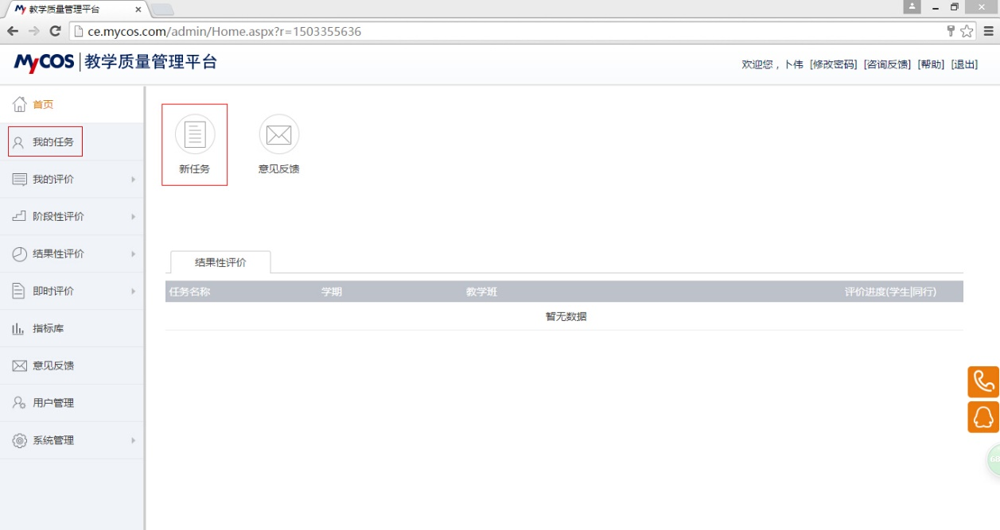 My 教学质量管理平台
ce.mycos.com/admin/Home.aspx?r=1503355636
MyCOS 教学质量管理平台
欢迎您，卜伟 [修改密码] [咨询反馈] [帮助] [退出]
首页
我的任务
我的评价
阶段性评价
结果性评价
即时评价
指标库
意见反馈
用户管理
系统管理
新任务
意见反馈
结果性评价
任务名称 学期 教学班 评价进度(学生|同行)
暂无数据